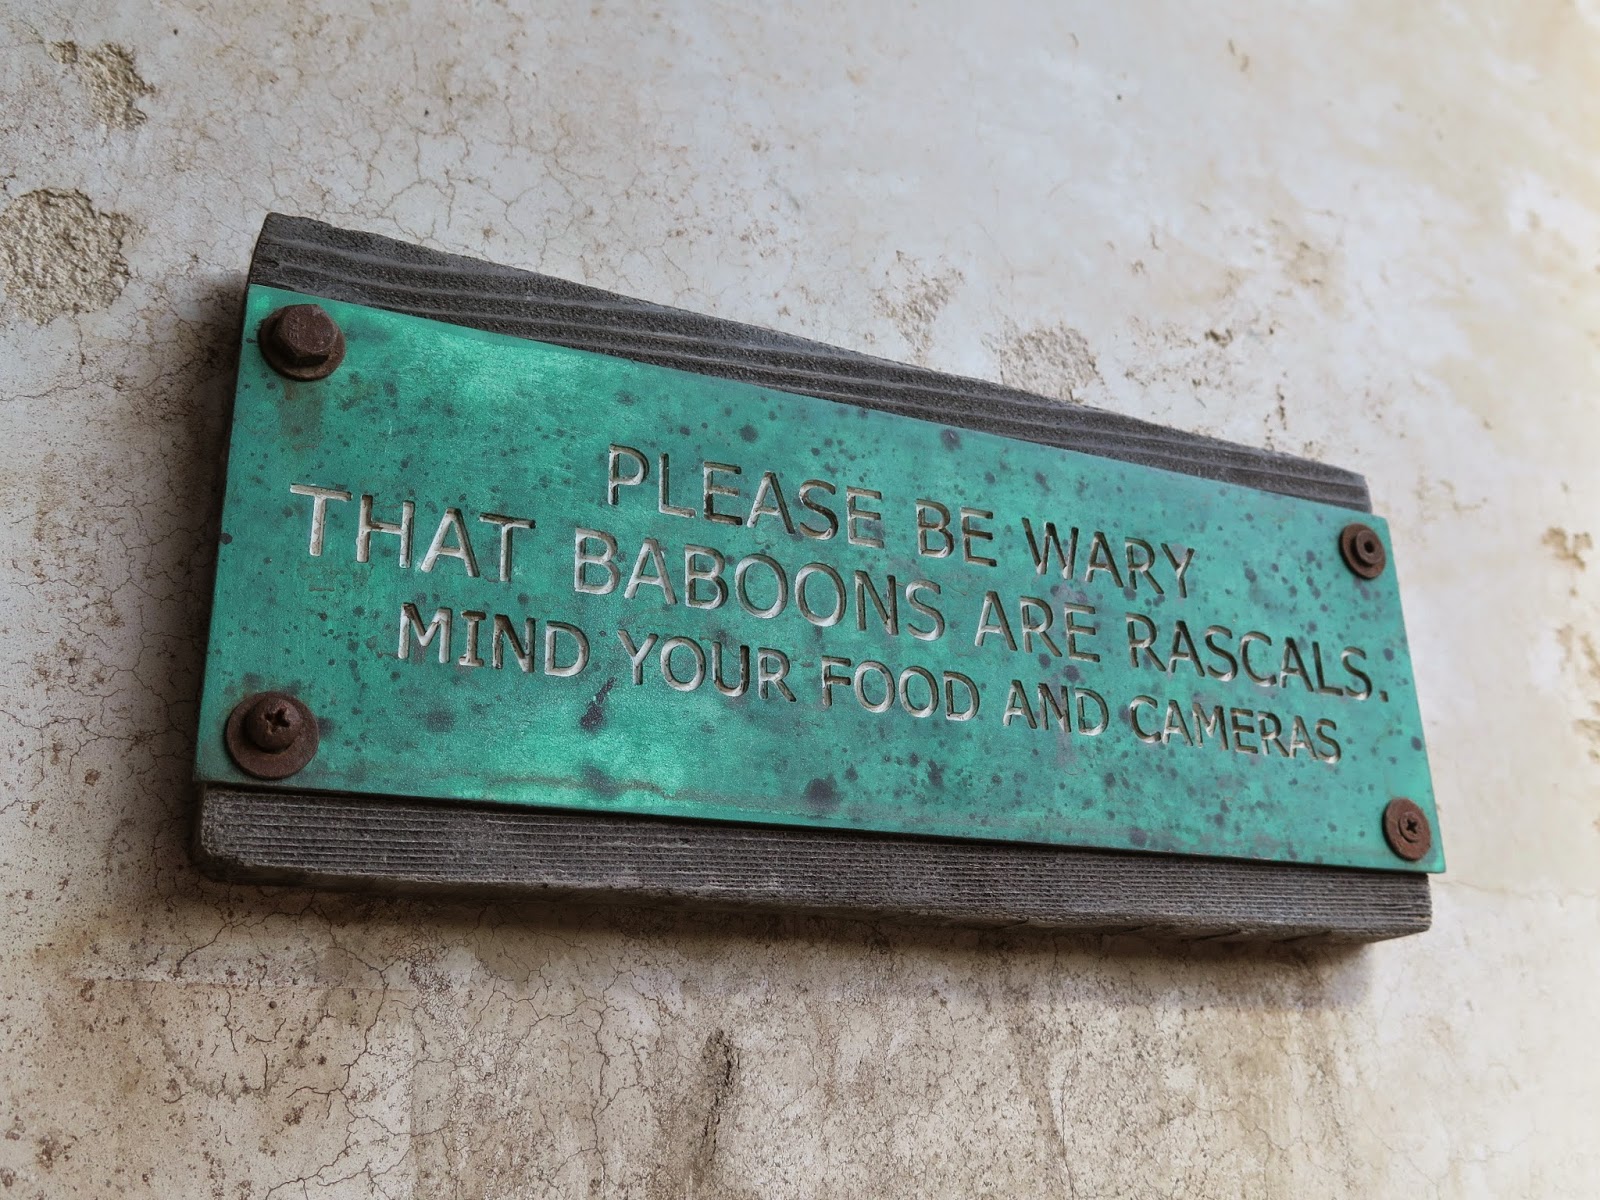 PLEASE BE WARY
THAT BABOONS ARE RASCALS.
MIND YOUR FOOD AND CAMERAS